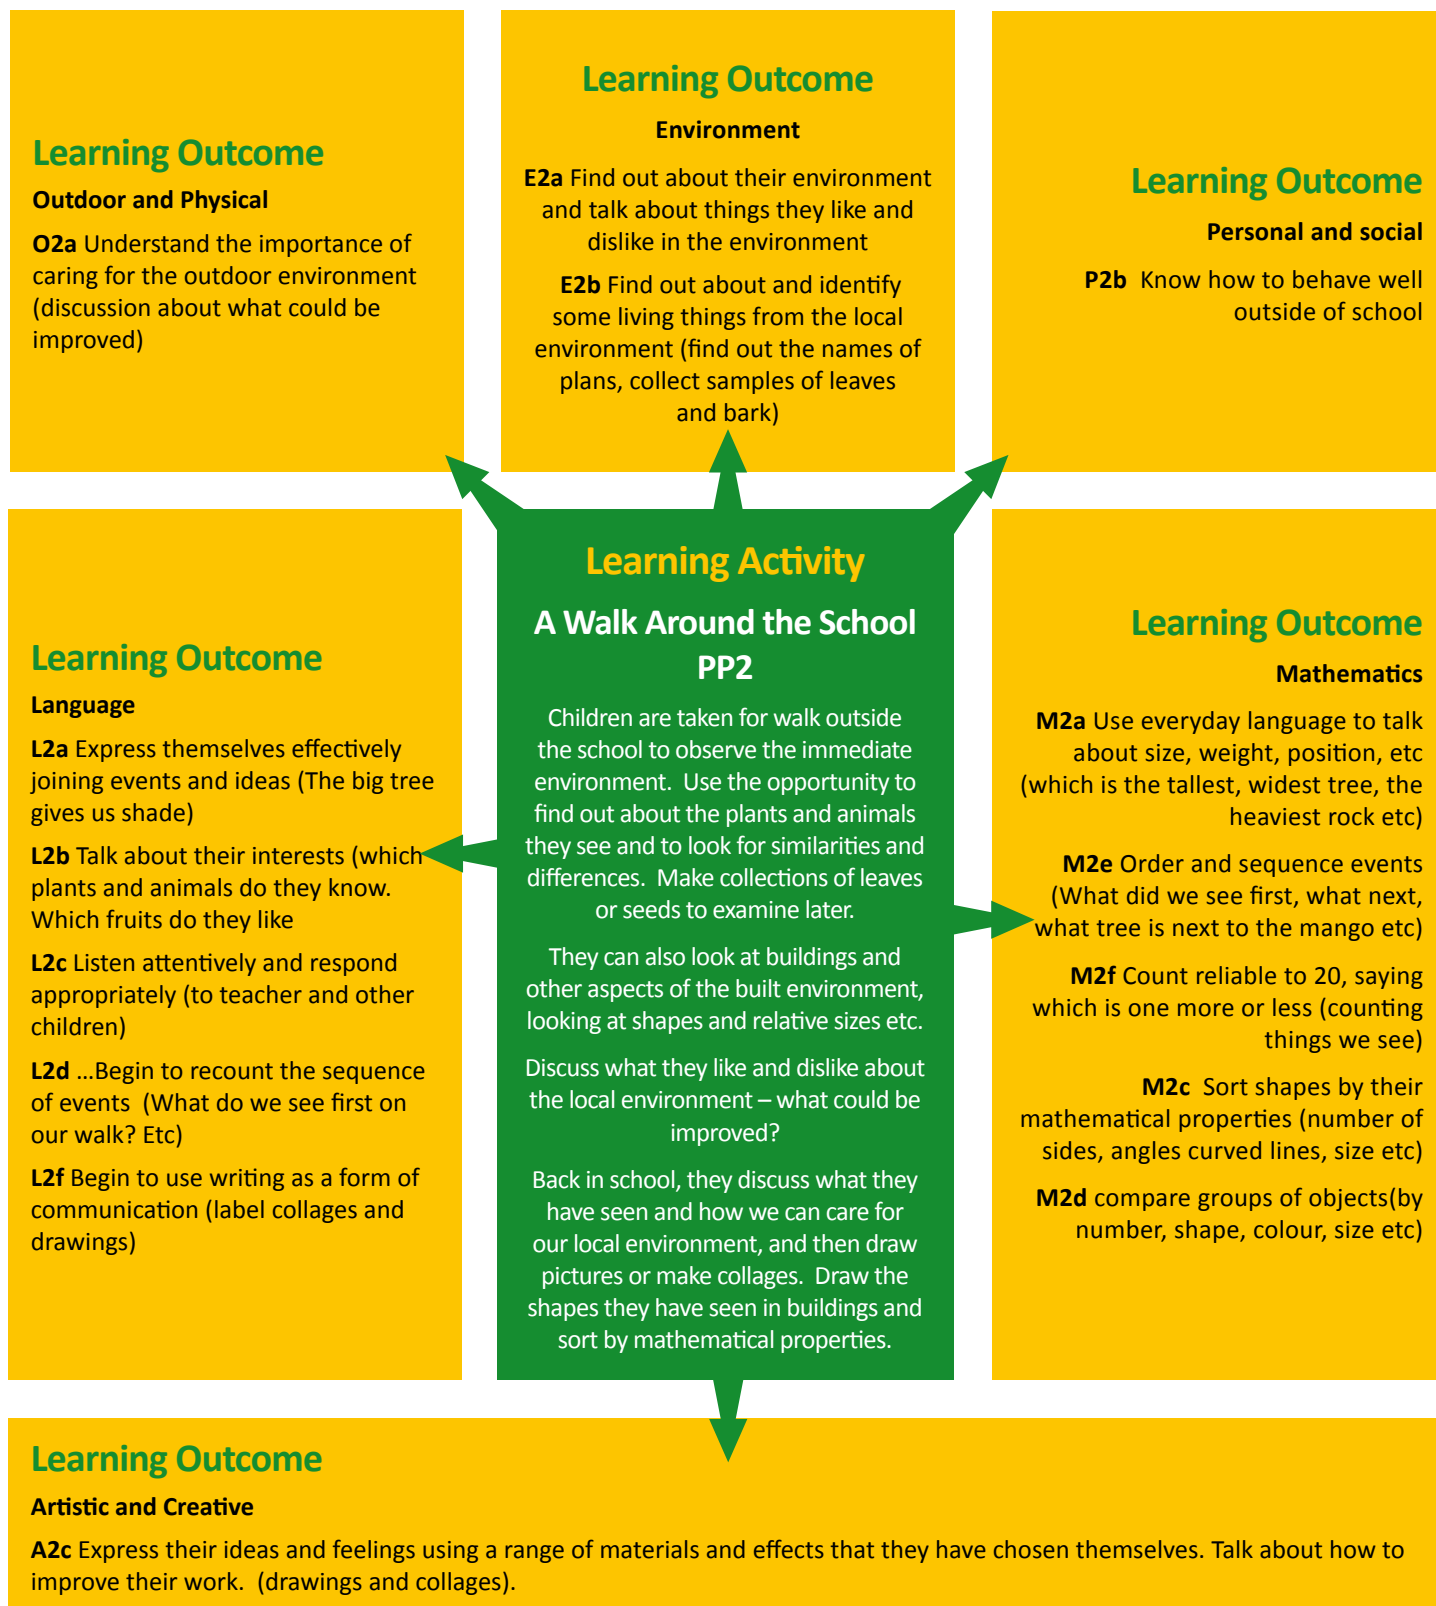 Learning Outcome
Outdoor and Physical
O2a Understand the importance of
caring for the outdoor environment
(discussion about what could be
improved)
Learning Outcome
Environment
E2a Find out about their environment
and talk about things they like and
dislike in the environment
E2b Find out about and identify
some living things from the local
environment (find out the names of
plans, collect samples of leaves
and bark)
Learning Outcome
Personal and social
P2b Know how to behave well
outside of school
Learning Outcome
Language
L2a Express themselves effectively
joining events and ideas (The big tree
gives us shade)
L2b Talk about their interests (which
plants and animals do they know.
Which fruits do they like
L2c Listen attentively and respond
appropriately (to teacher and other
children)
L2d ...Begin to recount the sequence
of events (What do we see first on
our walk? Etc)
L2f Begin to use writing as a form of
communication (label collages and
drawings)
Learning Activity
A Walk Around the School
PP2
Children are taken for walk outside
the school to observe the immediate
environment. Use the opportunity to
find out about the plants and animals
they see and to look for similarities and
differences. Make collections of leaves
or seeds to examine later.
They can also look at buildings and
other aspects of the built environment,
looking at shapes and relative sizes etc.
Discuss what they like and dislike about
the local environment – what could be
improved?
Back in school, they discuss what they
have seen and how we can care for
our local environment, and then draw
pictures or make collages. Draw the
shapes they have seen in buildings and
sort by mathematical properties.
Learning Outcome
Mathematics
M2a Use everyday language to talk
about size, weight, position, etc
(which is the tallest, widest tree, the
heaviest rock etc)
M2e Order and sequence events
(What did we see first, what next,
what tree is next to the mango etc)
M2f Count reliable to 20, saying
which is one more or less (counting
things we see)
M2c Sort shapes by their
mathematical properties (number of
sides, angles curved lines, size etc)
M2d compare groups of objects(by
number, shape, colour, size etc)
Learning Outcome
Artistic and Creative
A2c Express their ideas and feelings using a range of materials and effects that they have chosen themselves. Talk about how to
improve their work. (drawings and collages).